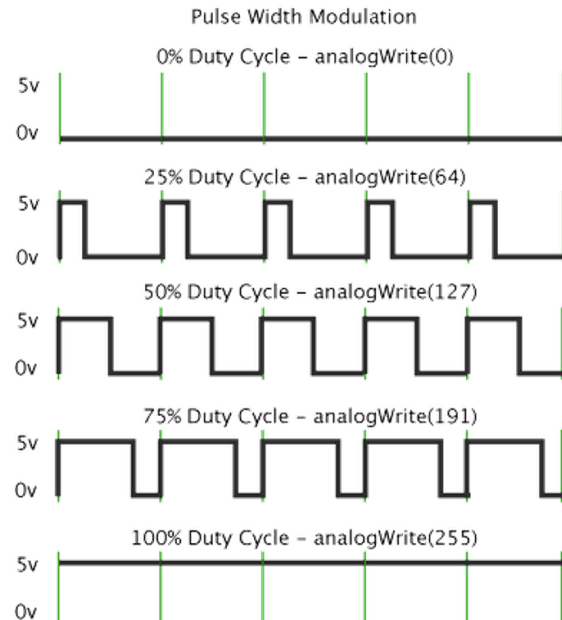 Pulse Width Modulation
0% Duty Cycle – analogWrite(0)
5v
0v
25% Duty Cycle – analogWrite(64)
5v
0v
50% Duty Cycle – analogWrite(127)
5v
0v
75% Duty Cycle – analogWrite(191)
5v
0v
100% Duty Cycle – analogWrite(255)
5v
0v